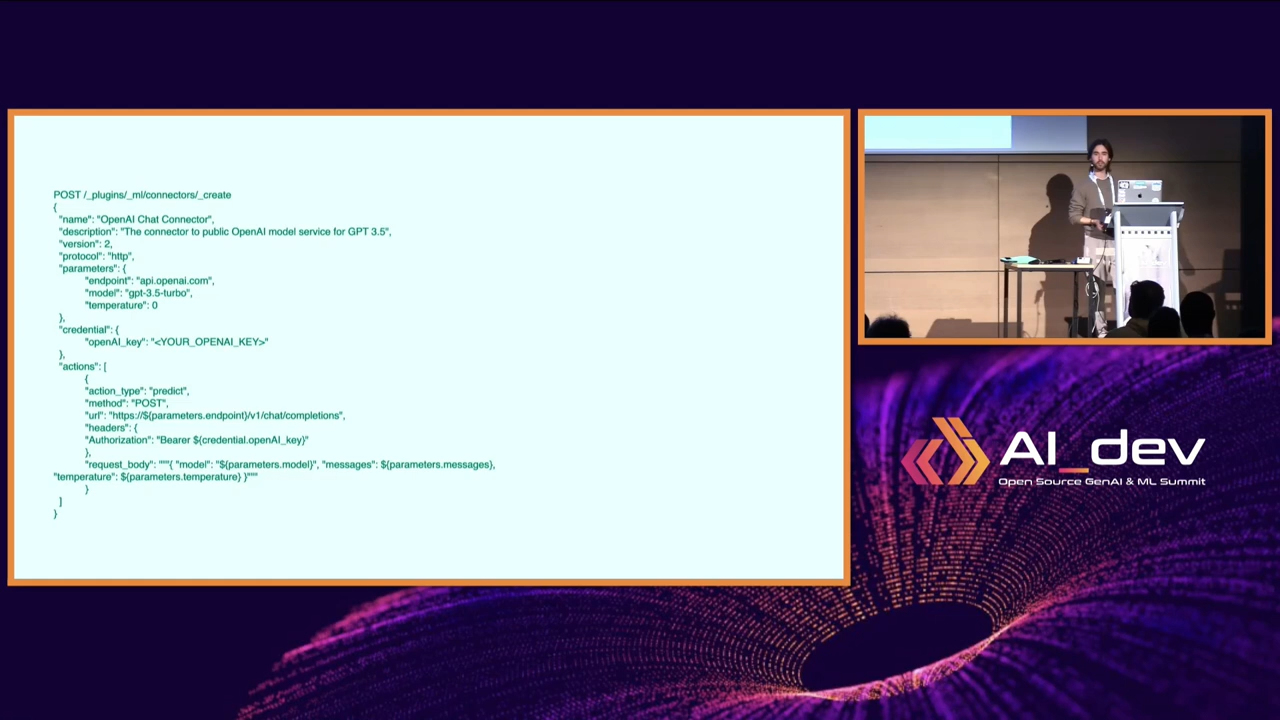 POST /_plugins/_ml/connectors/_create
{
"name": "OpenAI Chat Connector",
"description": "The connector to public OpenAI model service for GPT 3.5",
"version": 2,
"protocol": "http",
"parameters": {
"endpoint": "api.openai.com",
"model": "gpt-3.5-turbo",
"temperature": 0
},
"credential": {
"openAI_key": "<YOUR_OPENAI_KEY>"
},
"actions": [
{
"action_type": "predict",
"method": "POST",
"url": "https://${parameters.endpoint}/v1/chat/completions",
"headers": {
"Authorization": "Bearer ${credential.openAI_key}"
},
"request_body": """{ "model": "${parameters.model}", "messages": ${parameters.messages},
"temperature": ${parameters.temperature} }"""
}
]
}
AI_dev
Open Source GenAI & ML Summit